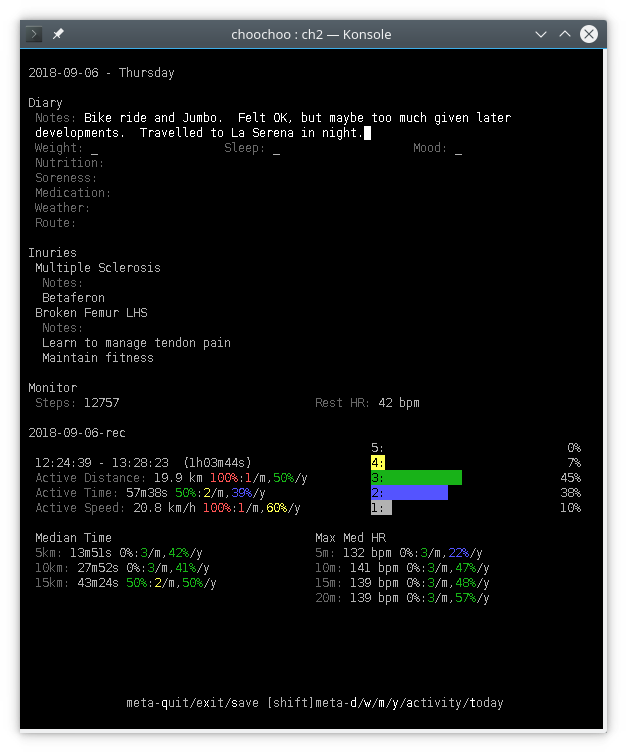 choochoo : ch2 — Konsole
2018-09-06 - Thursday
Diary
Notes: Bike ride and Jumbo.  Felt OK, but maybe too much given later
developments.  Travelled to La Serena in night.
Weight: _ Sleep: _ Mood: _
Nutrition:
Soreness:
Medication:
Weather:
Route:
Inuries
Multiple Sclerosis
Notes:
Betaferon
Broken Femur LHS
Notes:
Learn to manage tendon pain
Maintain fitness
Monitor
Steps: 12757 Rest HR: 42 bpm
2018-09-06-rec
5: 0%
12:24:39 - 13:28:23  (1h03m44s) 4: 7%
Active Distance: 19.9 km 100%:1/m,50%/y 3: 45%
Active Time: 57m38s 50%:2/m,39%/y 2: 38%
Active Speed: 20.8 km/h 100%:1/m,60%/y 1: 10%
Median Time Max Med HR
5km: 13m51s 0%:3/m,42%/y 5m: 132 bpm 0%:3/m,22%/y
10km: 27m52s 0%:3/m,41%/y 10m: 141 bpm 0%:3/m,47%/y
15km: 43m24s 50%:2/m,50%/y 15m: 139 bpm 0%:3/m,48%/y
20m: 139 bpm 0%:3/m,57%/y
meta-quit/exit/save [shift]meta-d/w/m/y/activity/today